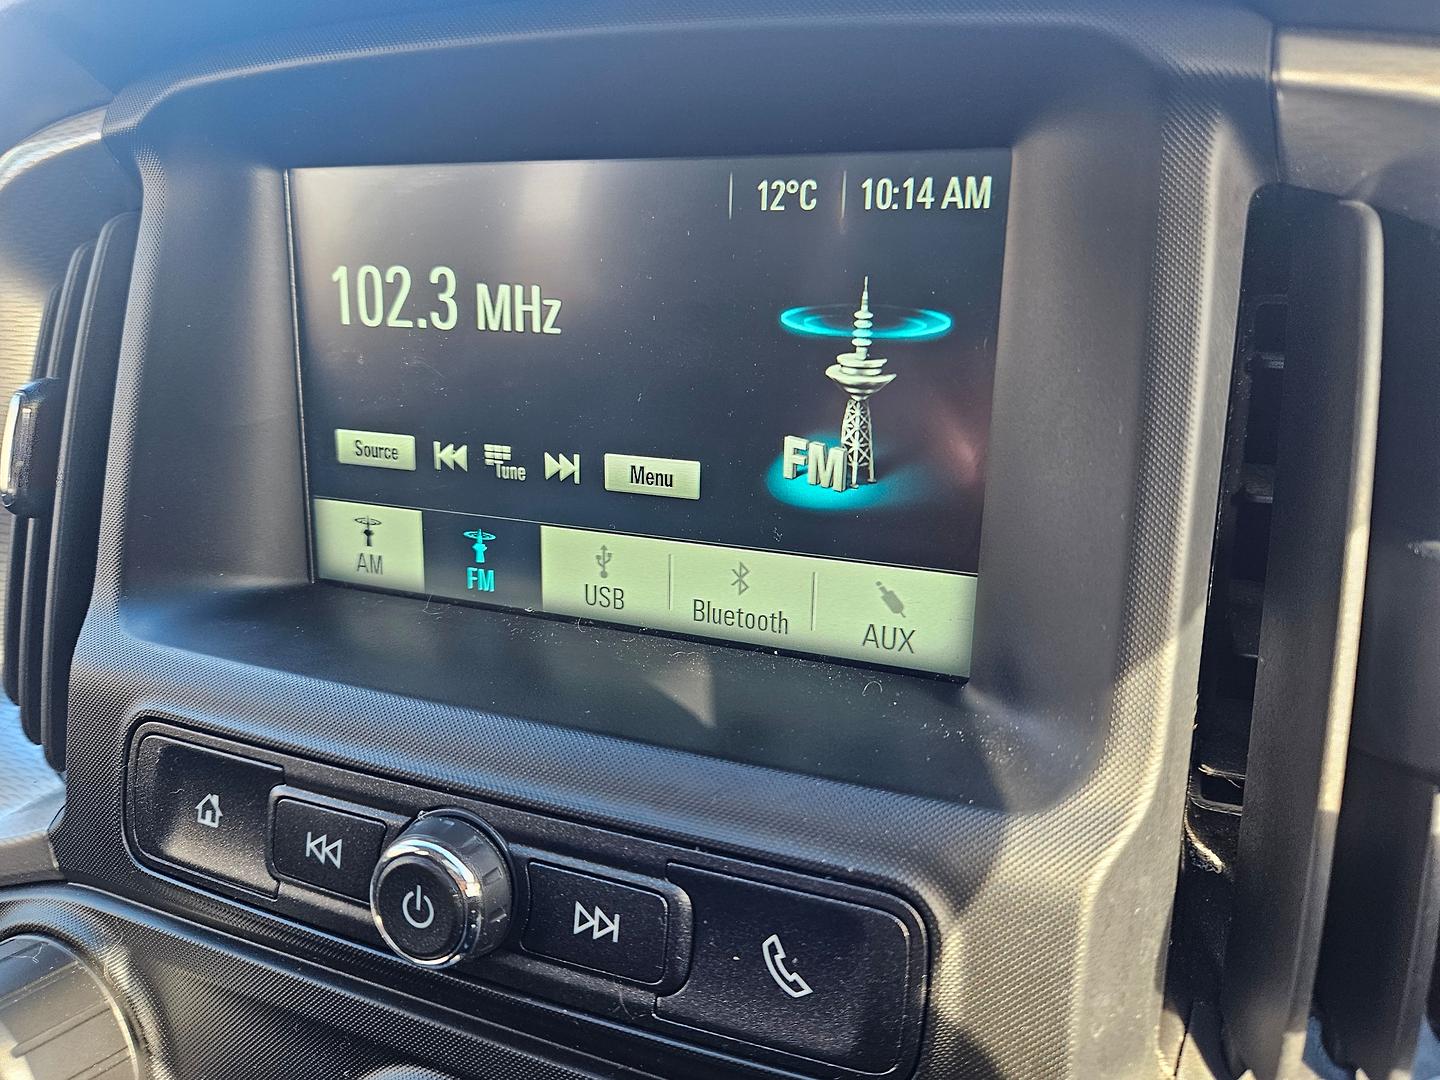 12°C 10:14 AM
102.3 MHz
FM
Source Tune Menu
AM FM USB Bluetooth AUX